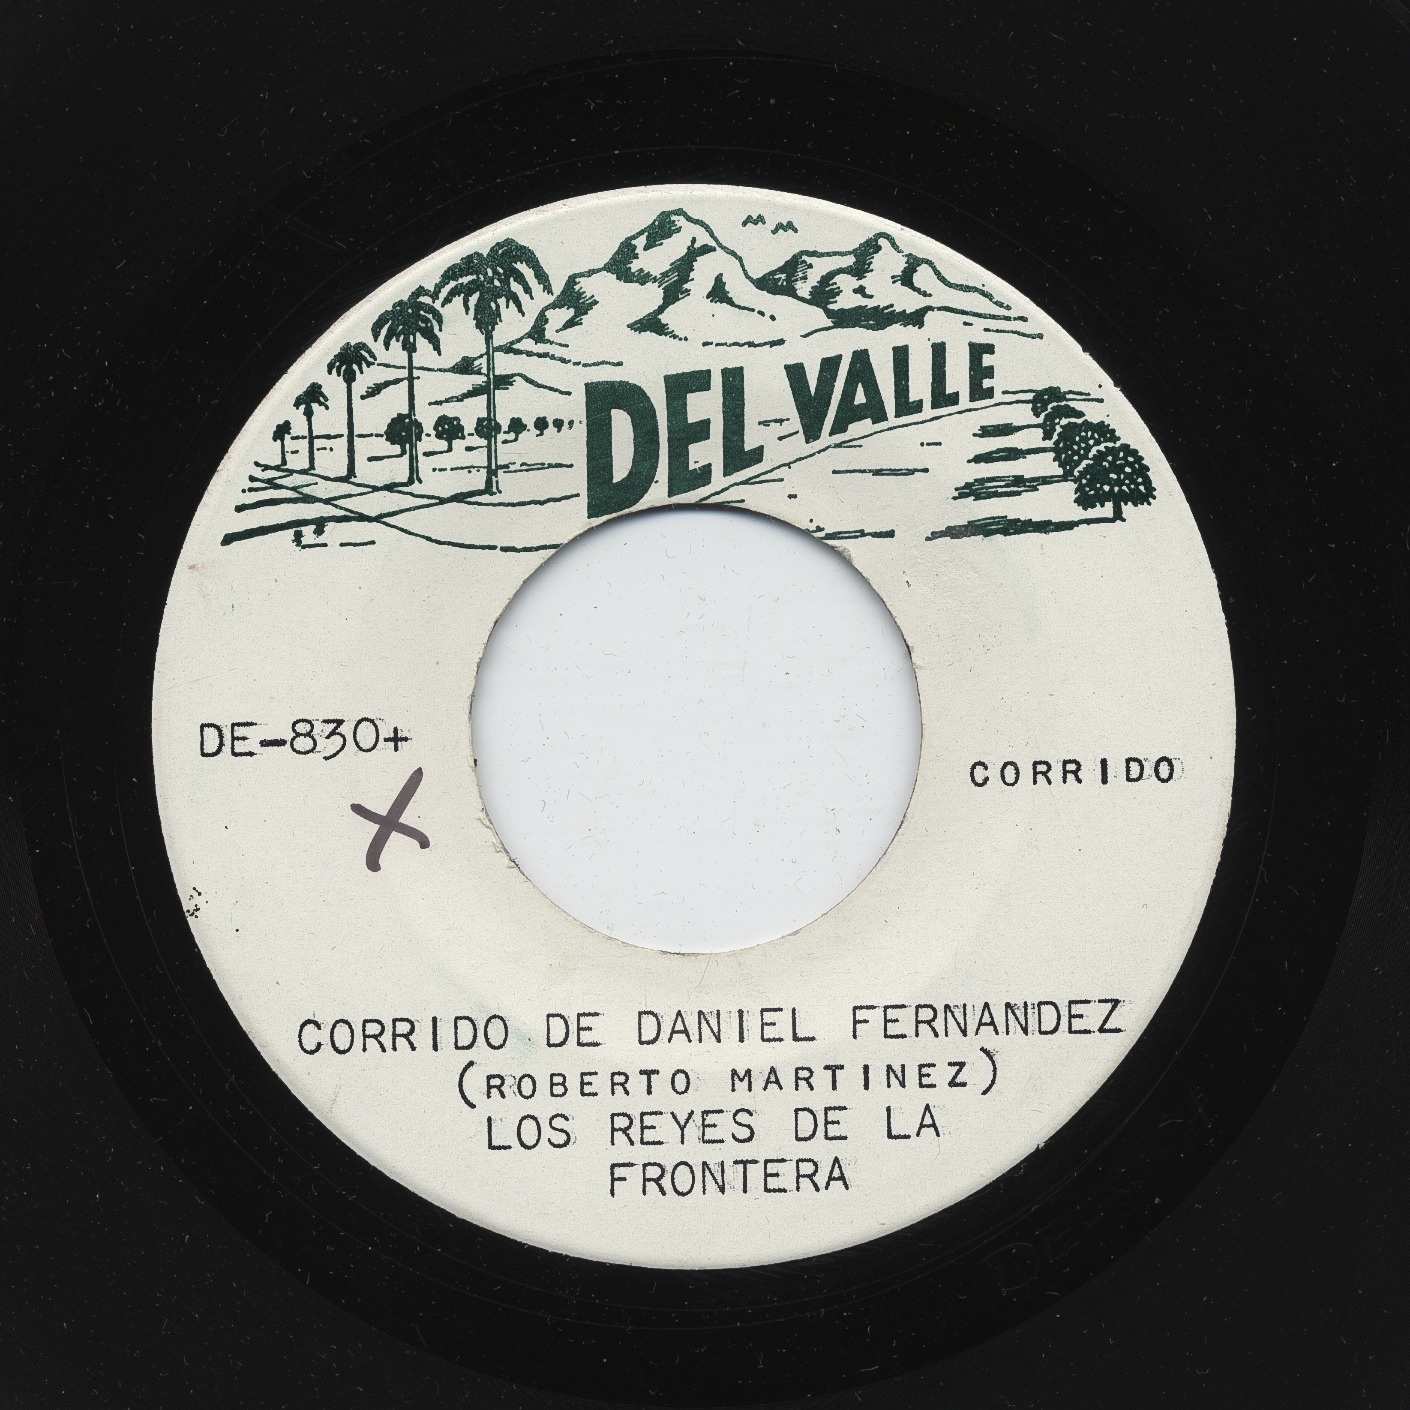 DEL VALLE
DE-830+
X
CORRIDO
CORRIDO DE DANIEL FERNANDEZ
(ROBERTO MARTINEZ)
LOS REYES DE LA
FRONTERA